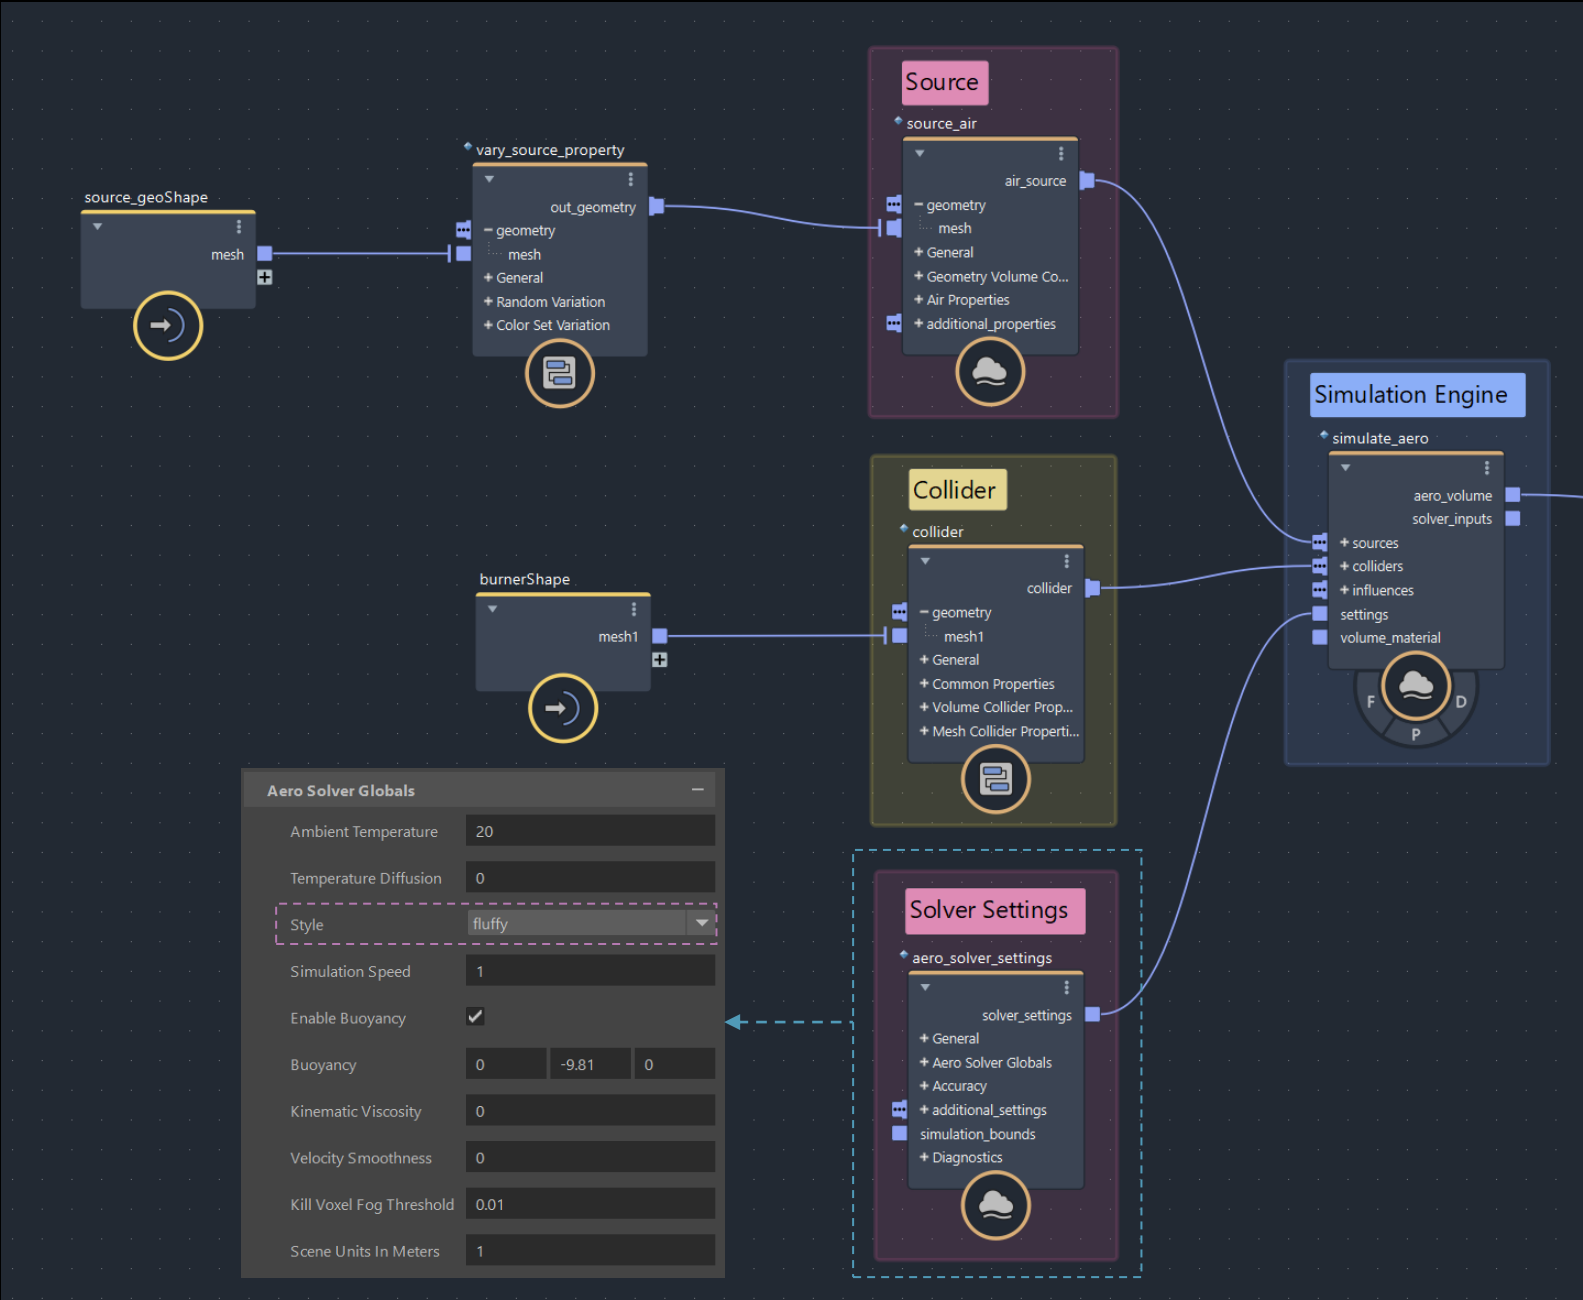 source_geoShape
mesh
vary_source_property
out_geometry
geometry
mesh
General
Random Variation
Color Set Variation
Source
source_air
air_source
geometry
mesh
General
Geometry Volume Co...
Air Properties
additional_properties
Simulation Engine
simulate_aero
aero_volume
solver_inputs
sources
colliders
influences
settings
volume_material
F
P
D
burnerShape
mesh1
Collider
collider
collider
geometry
mesh1
General
Common Properties
Volume Collider Prop...
Mesh Collider Properti...
Aero Solver Globals
Ambient Temperature 20
Temperature Diffusion 0
Style fluffy
Simulation Speed 1
Enable Buoyancy
Buoyancy 0 -9.81 0
Kinematic Viscosity 0
Velocity Smoothness 0
Kill Voxel Fog Threshold 0.01
Scene Units In Meters 1
Solver Settings
aero_solver_settings
solver_settings
General
Aero Solver Globals
Accuracy
additional_settings
simulation_bounds
Diagnostics